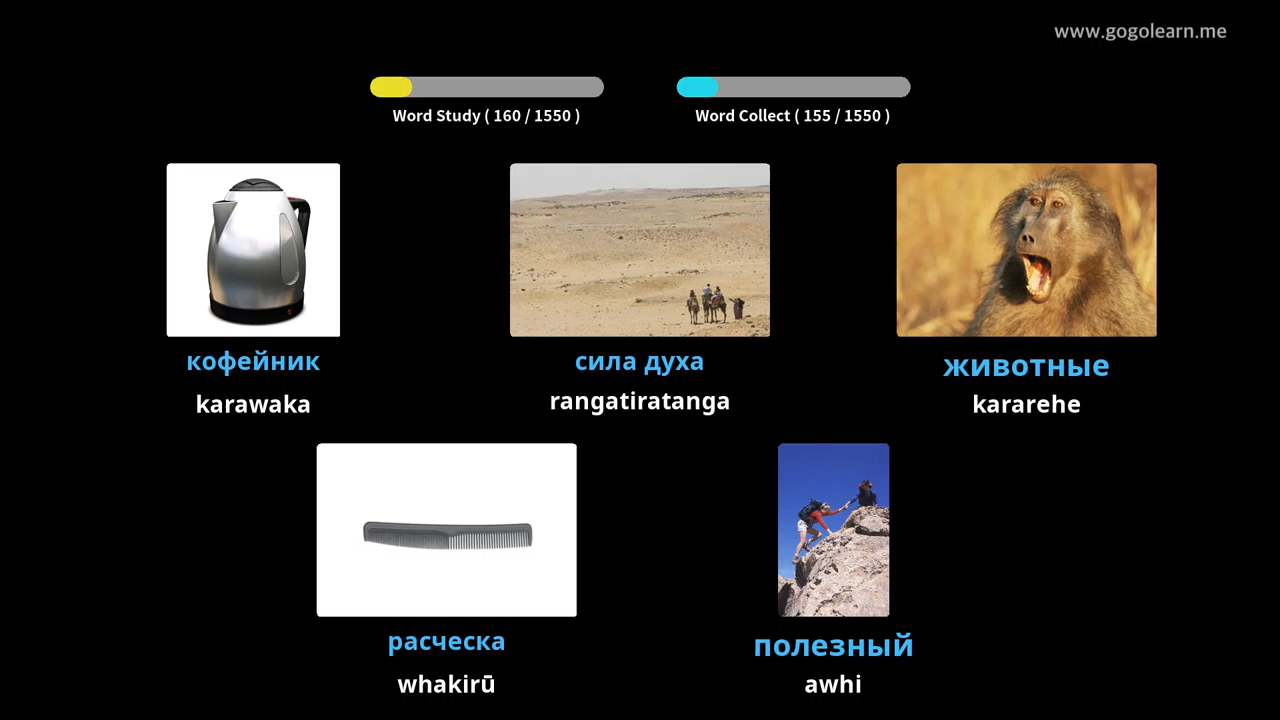 www.gogolearn.me
Word Study ( 160 / 1550 )
Word Collect ( 155 / 1550 )
кофейник
karawaka
сила духа
rangatiratanga
животные
kararehe
расческа
whakirū
полезный
awhi